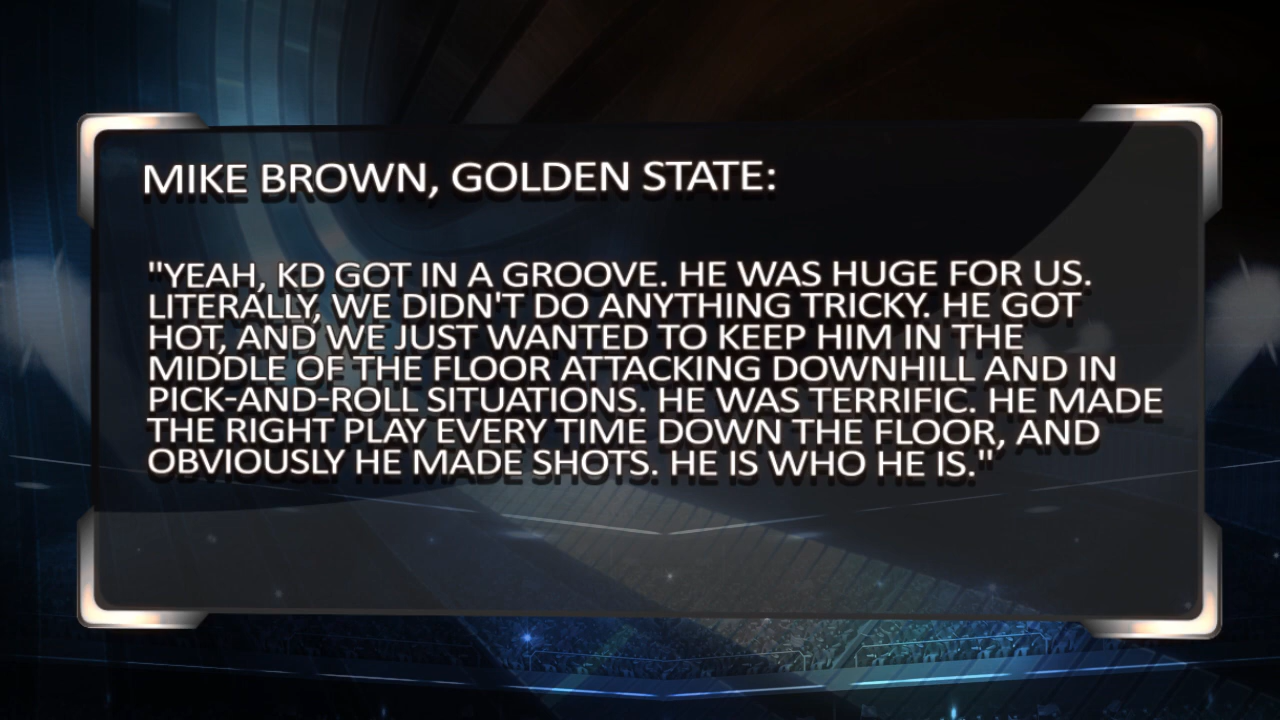 MIKE BROWN, GOLDEN STATE:
"YEAH, KD GOT IN A GROOVE. HE WAS HUGE FOR US.
LITERALLY, WE DIDN'T DO ANYTHING TRICKY. HE GOT
HOT, AND WE JUST WANTED TO KEEP HIM IN THE
MIDDLE OF THE FLOOR ATTACKING DOWNHILL AND IN
PICK-AND-ROLL SITUATIONS. HE WAS TERRIFIC. HE MADE
THE RIGHT PLAY EVERY TIME DOWN THE FLOOR, AND
OBVIOUSLY HE MADE SHOTS. HE IS WHO HE IS."